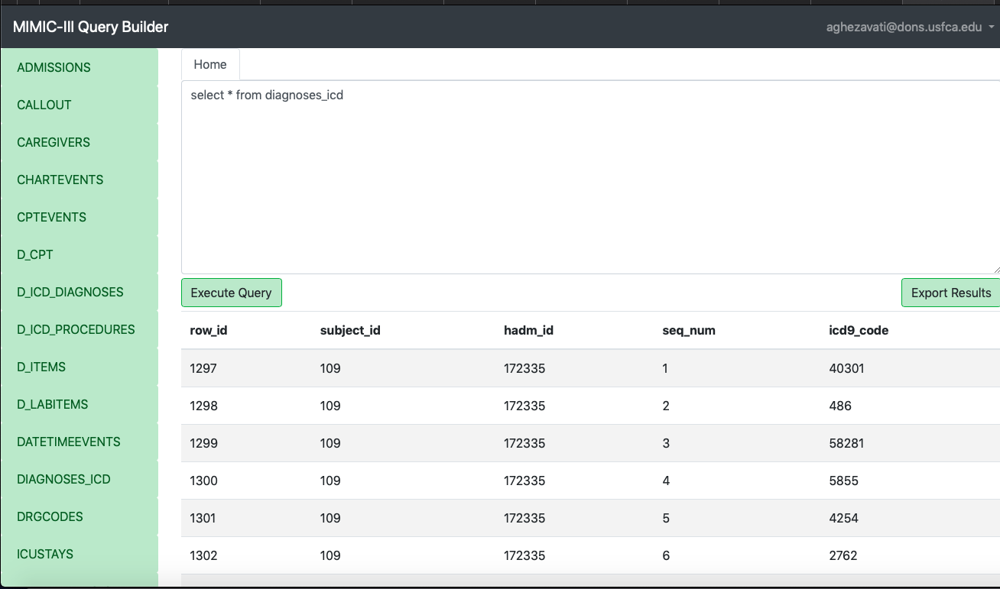 MIMIC-III Query Builder
aghezavati@dons.usfca.edu
ADMISSIONS
CALLOUT
CAREGIVERS
CHARTEVENTS
CPTEVENTS
D_CPT
D_ICD_DIAGNOSES
D_ICD_PROCEDURES
D_ITEMS
D_LABITEMS
DATETIMEEVENTS
DIAGNOSES_ICD
DRGCODES
ICUSTAYS
Home
select * from diagnoses_icd
Execute Query
Export Results
row_id subject_id hadm_id seq_num icd9_code
1297 109 172335 1 40301
1298 109 172335 2 486
1299 109 172335 3 58281
1300 109 172335 4 5855
1301 109 172335 5 4254
1302 109 172335 6 2762